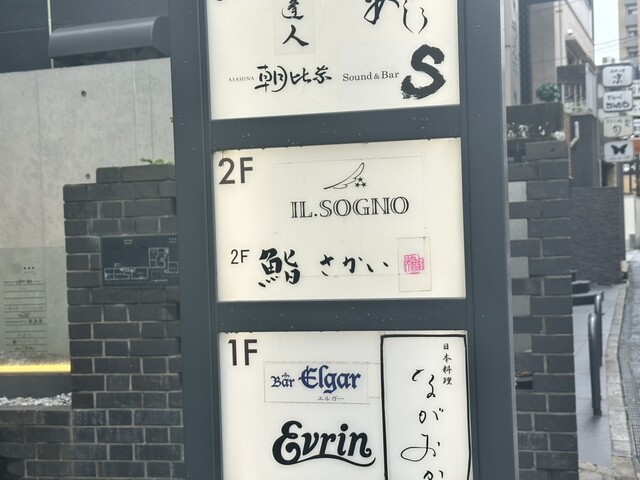 達人
ATAHINA 朝比奈 Sound & Bar S
2F
IL.SOGNO
2F 鮨 さかい
1F
Bar Elgar
エルガー
Evrin
日本料理
ながおか